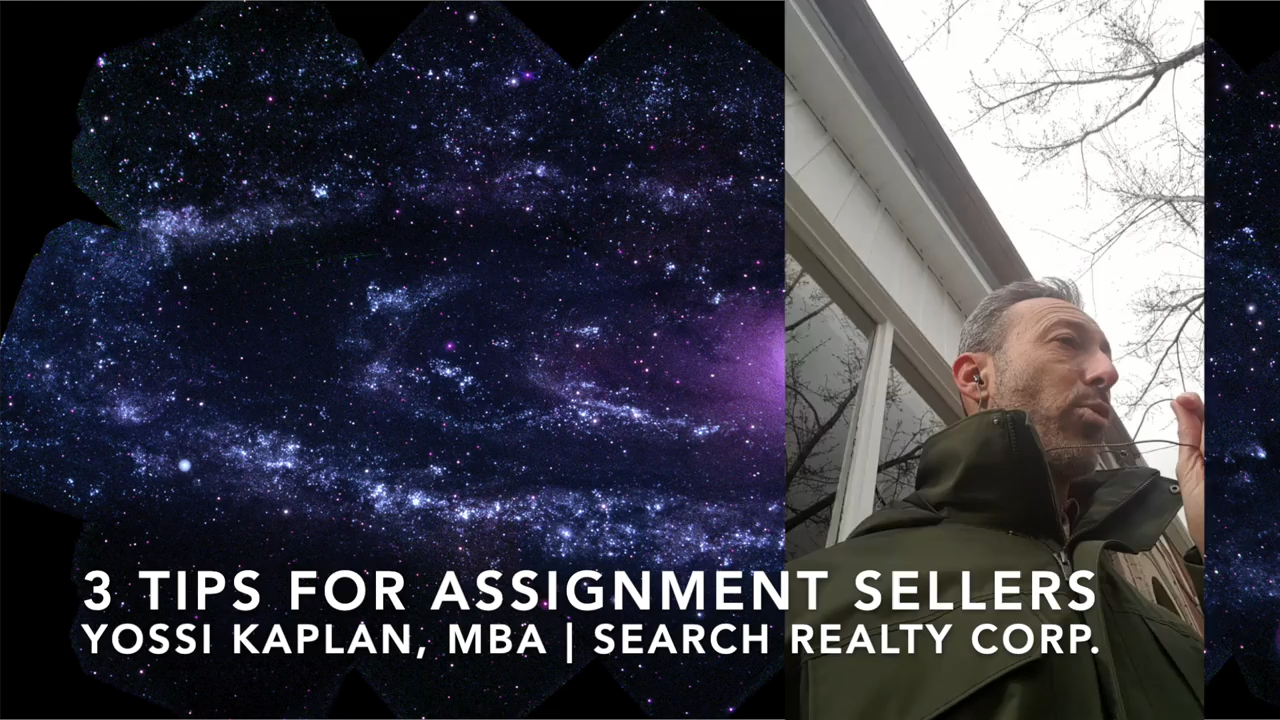 3 TIPS FOR ASSIGNMENT SELLERS
YOSSI KAPLAN, MBA | SEARCH REALTY CORP.